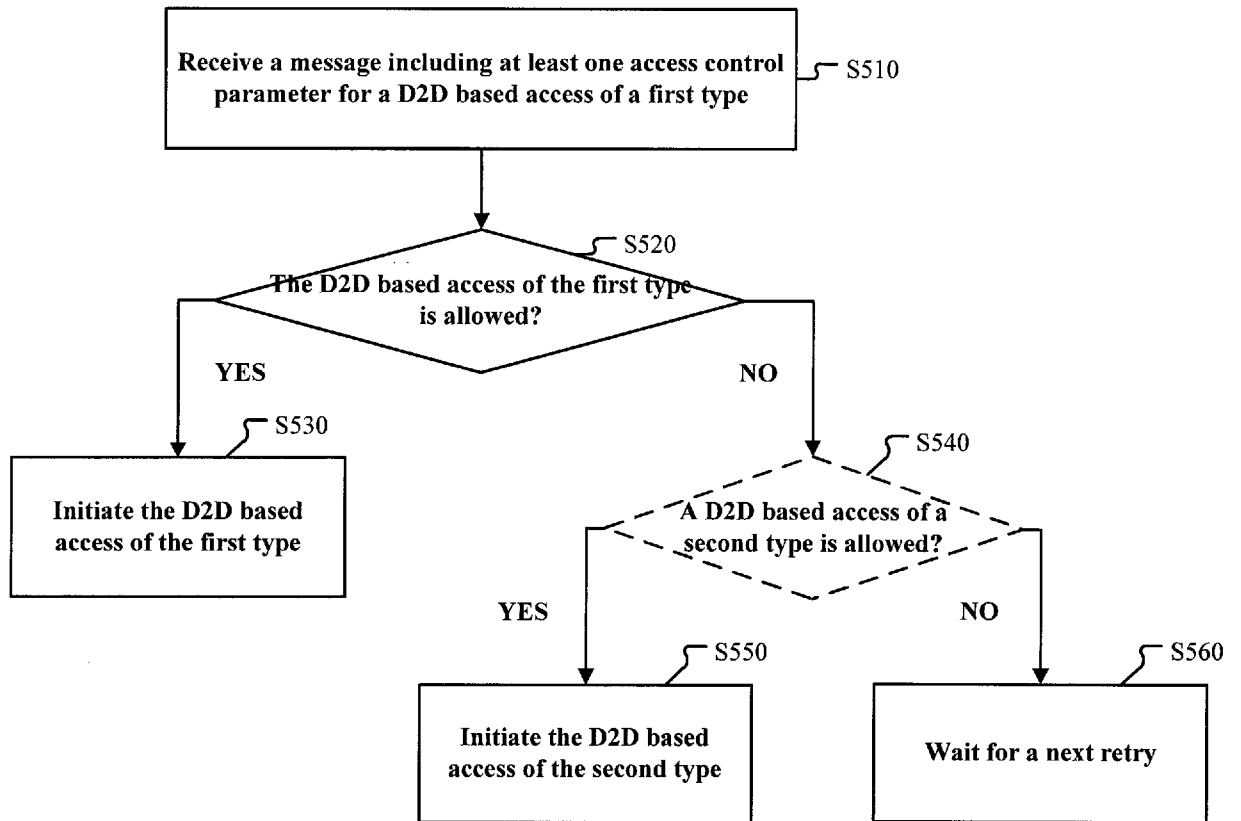 Receive a message including at least one access control
parameter for a D2D based access of a first type
S510
S520
The D2D based access of the first type
is allowed?
YES
NO
S530
Initiate the D2D based
access of the first type
S540
A D2D based access of a
second type is allowed?
YES
NO
S550
S560
Initiate the D2D based
access of the second type
Wait for a next retry